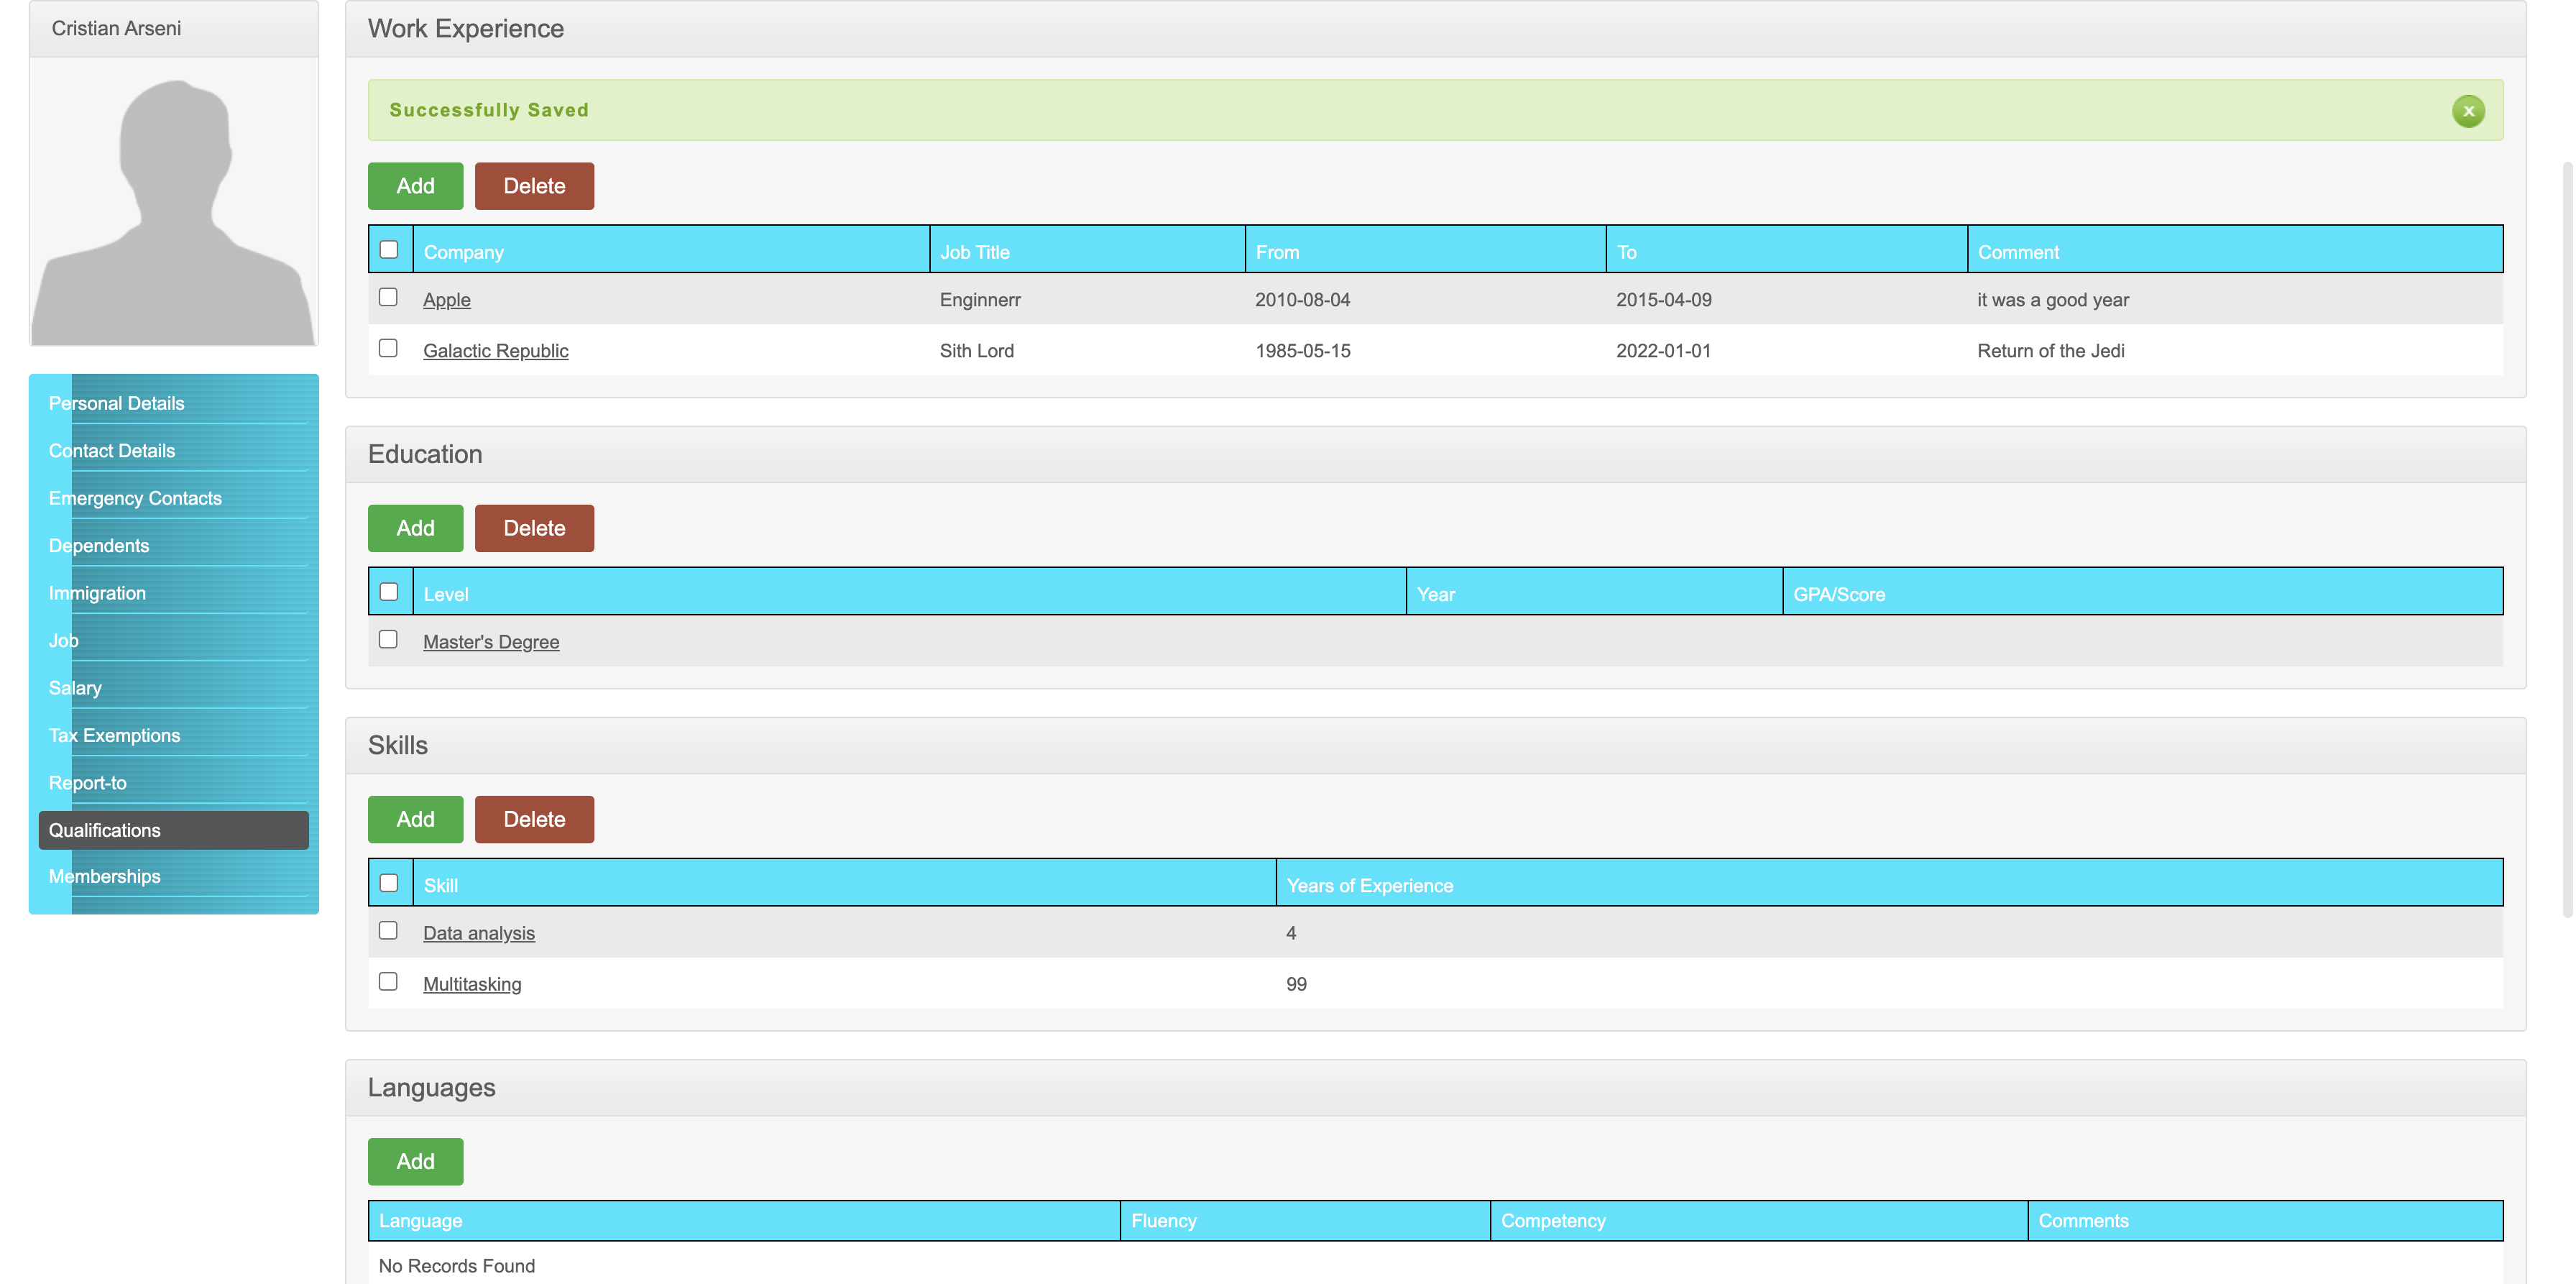 Cristian Arseni
Personal Details
Contact Details
Emergency Contacts
Dependents
Immigration
Job
Salary
Tax Exemptions
Report-to
Qualifications
Memberships
Work Experience
Successfully Saved
x
Add Delete
Company Job Title From To Comment
Apple Enginnerr 2010-08-04 2015-04-09 it was a good year
Galactic Republic Sith Lord 1985-05-15 2022-01-01 Return of the Jedi
Education
Add Delete
Level Year GPA/Score
Master's Degree
Skills
Add Delete
Skill Years of Experience
Data analysis 4
Multitasking 99
Languages
Add
Language Fluency Competency Comments
No Records Found